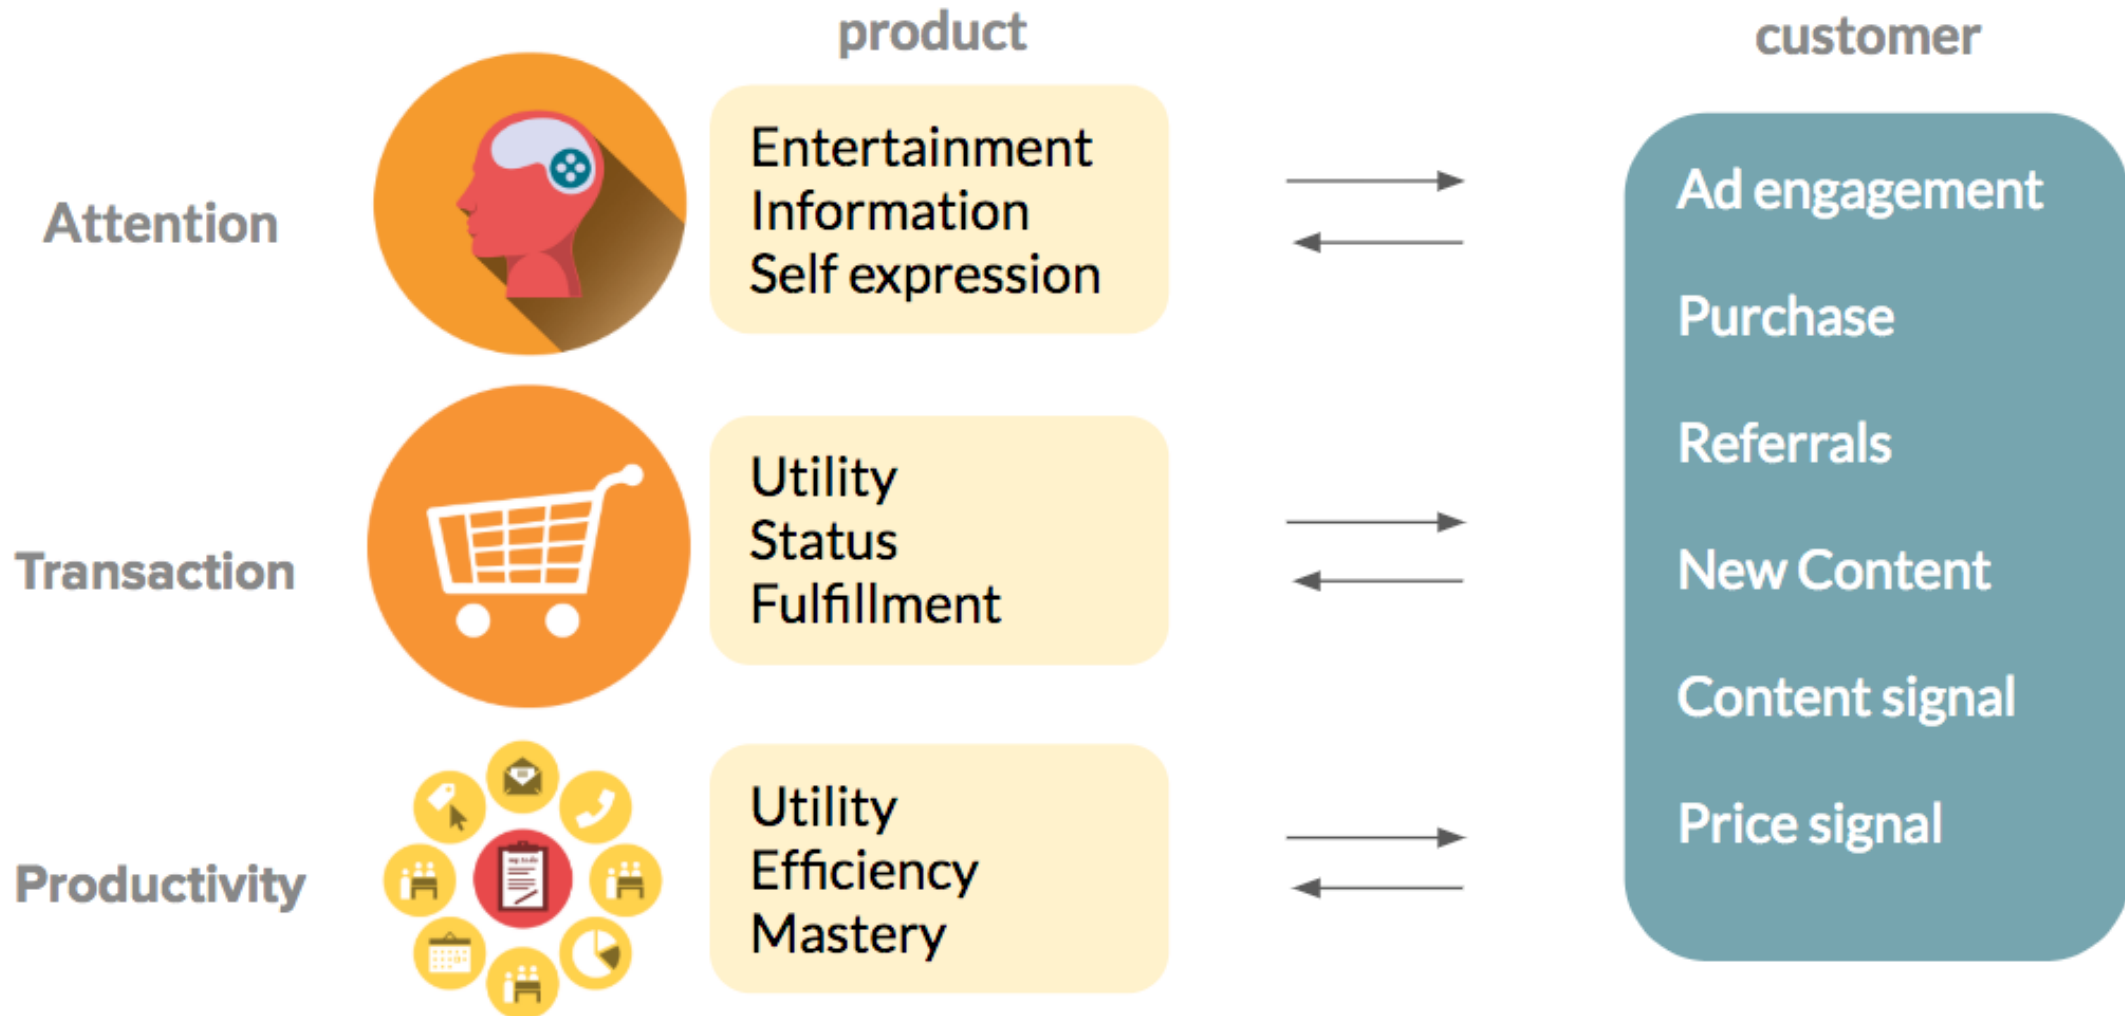 product
customer
Attention
Entertainment
Information
Self expression
Transaction
Utility
Status
Fulfillment
Productivity
Utility
Efficiency
Mastery
Ad engagement
Purchase
Referrals
New Content
Content signal
Price signal